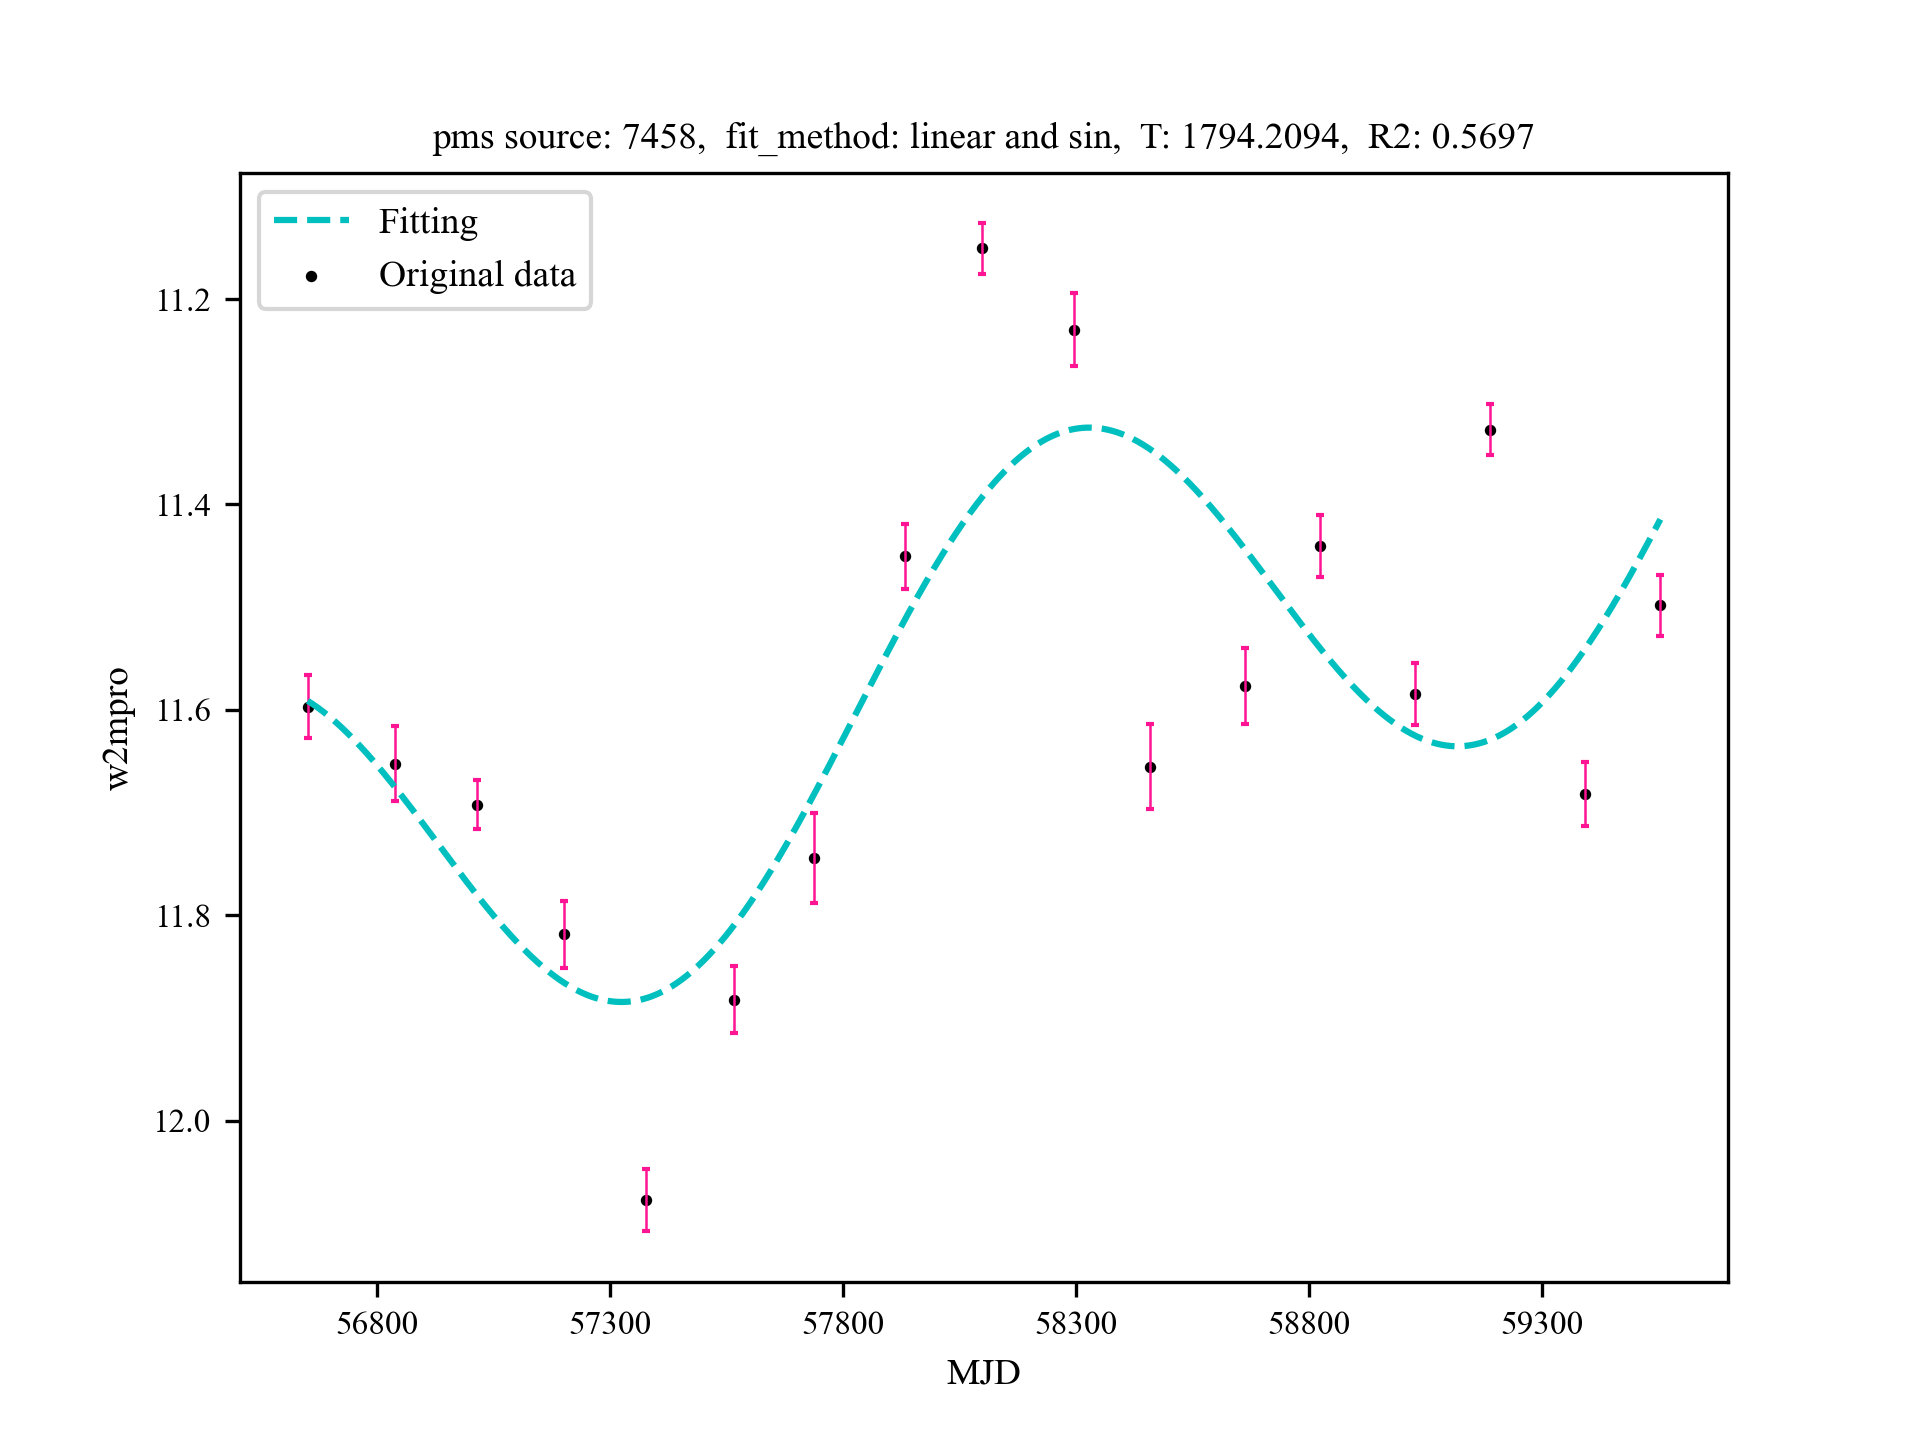 pms source: 7458,  fit_method: linear and sin,  T: 1794.2094,  R2: 0.5697
Fitting
Original data
11.2
11.4
11.6
11.8
12.0
w2mpro
56800
57300
57800
58300
58800
59300
MJD